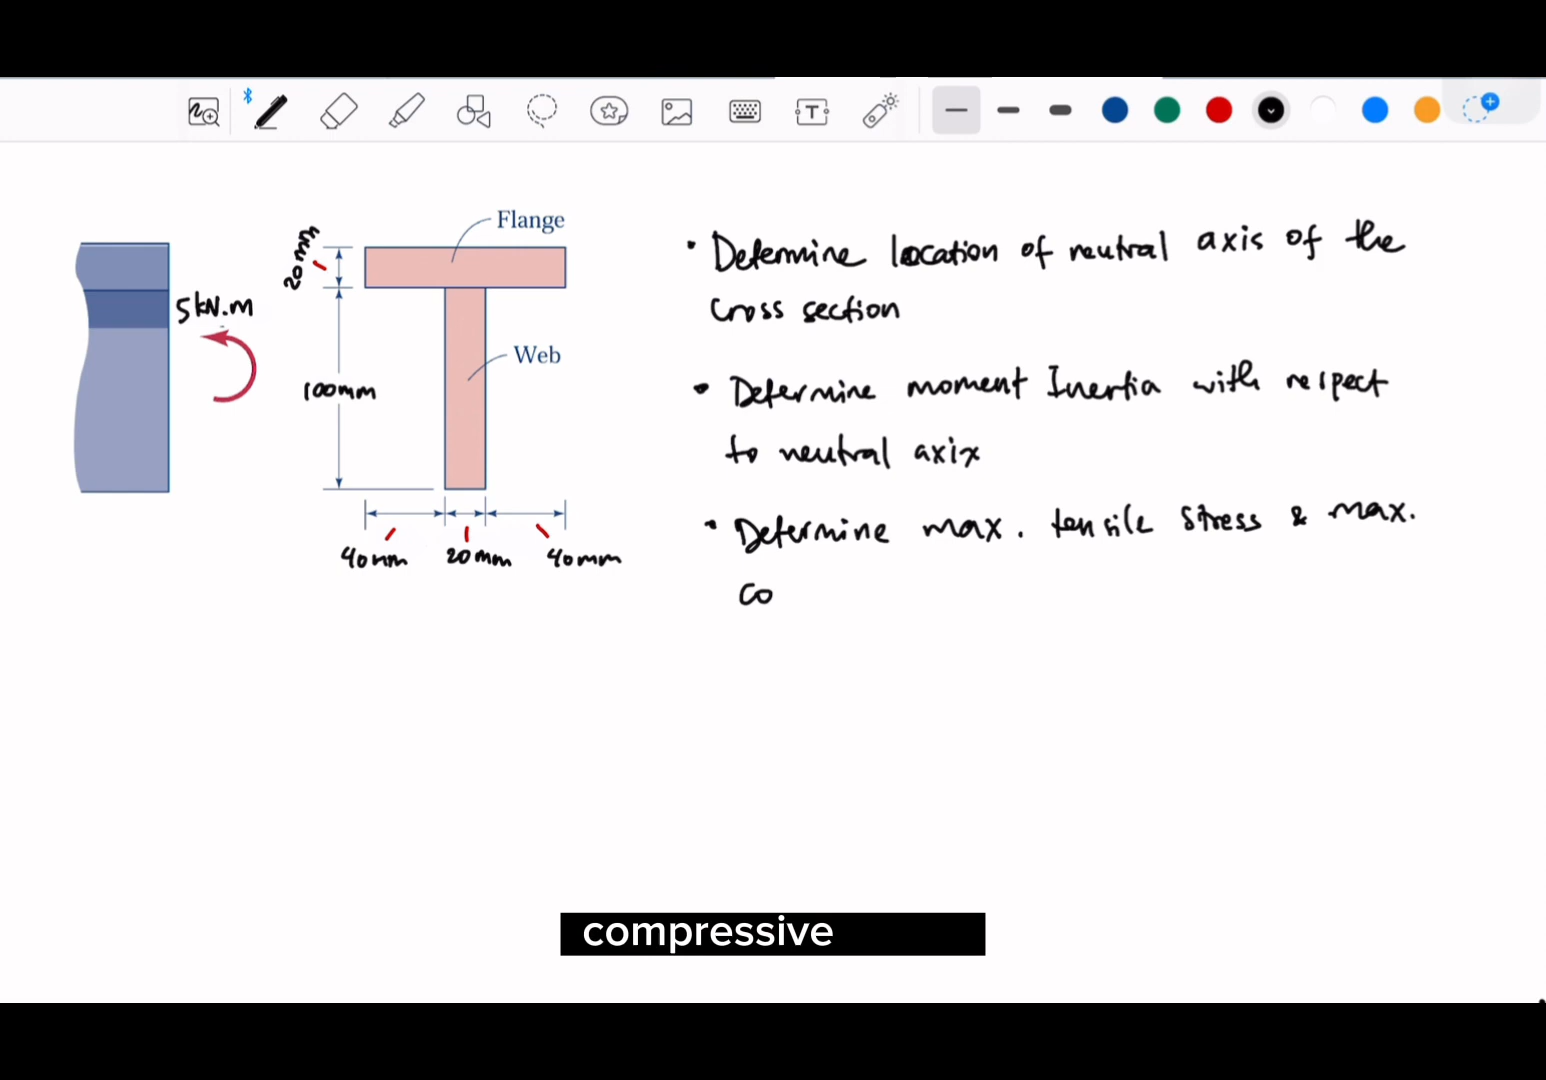 Flange
20mm
5kN.m
Web
100mm
40mm
20mm
40mm
• Determine location of neutral axis of the
cross section
• Determine moment Inertia with respect
to neutral axix
• Determine max. tensile stress & max.
co
compressive